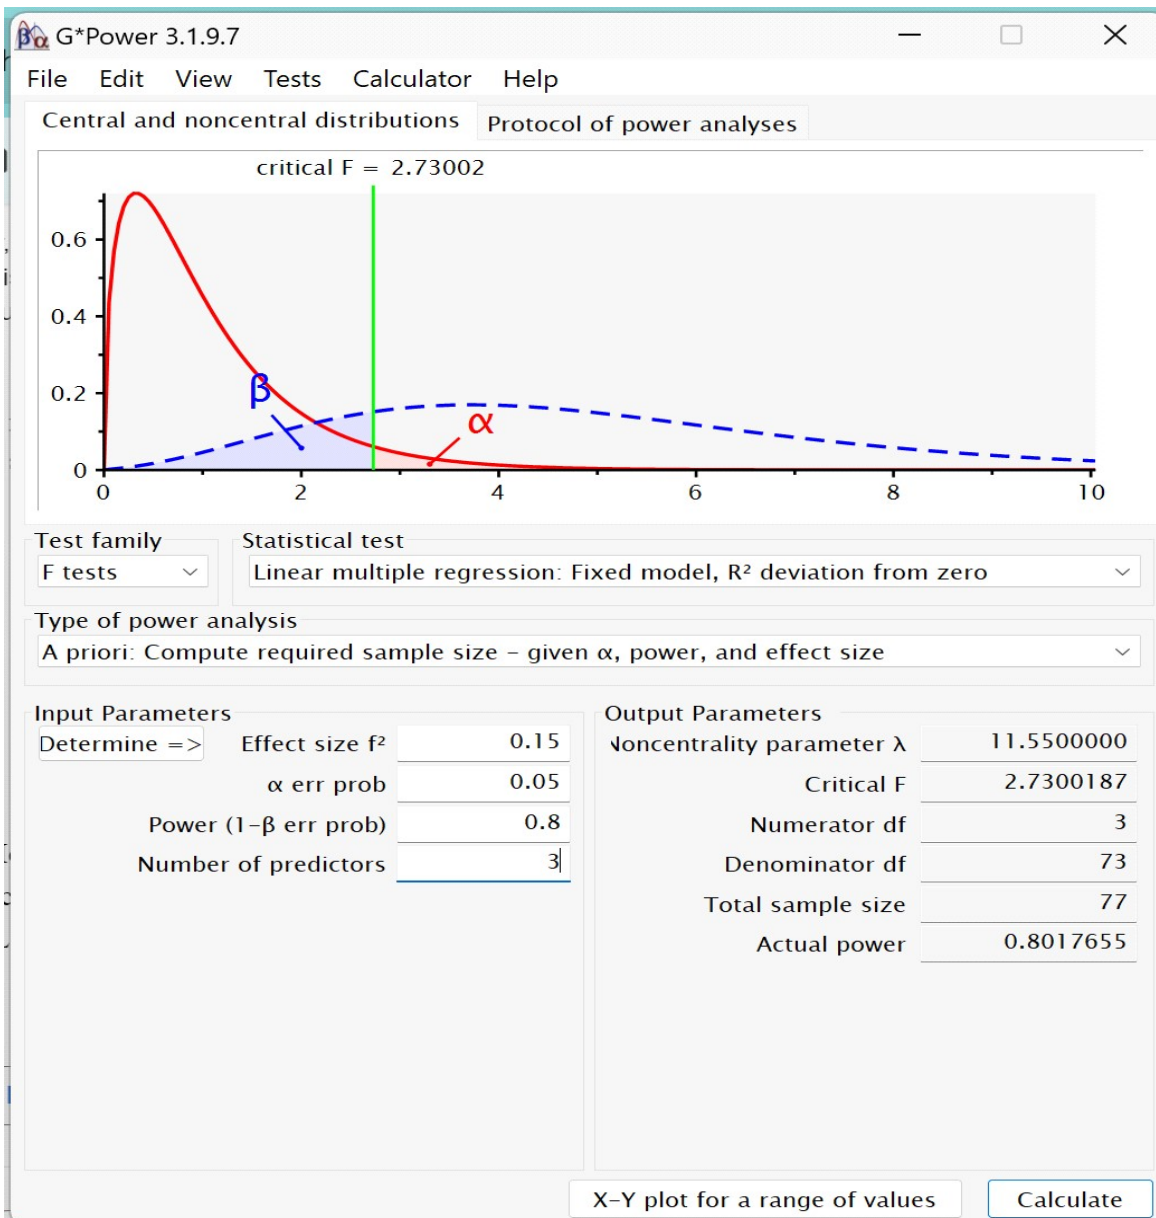 G*Power 3.1.9.7
File Edit View Tests Calculator Help
Central and noncentral distributions Protocol of power analyses
critical F = 2.73002
0.6
0.4
0.2
0
β
α
0 2 4 6 8 10
Test family Statistical test
F tests Linear multiple regression: Fixed model, R² deviation from zero
Type of power analysis
A priori: Compute required sample size – given α, power, and effect size
Input Parameters Output Parameters
Determine => Effect size f² 0.15 Noncentrality parameter λ 11.5500000
α err prob 0.05 Critical F 2.7300187
Power (1-β err prob) 0.8 Numerator df 3
Number of predictors 3 Denominator df 73
Total sample size 77
Actual power 0.8017655
X-Y plot for a range of values Calculate